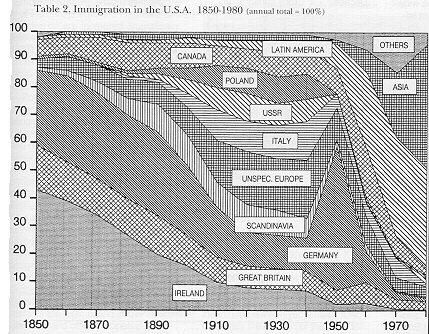 Table 2. Immigration in the U.S.A. 1850-1980 (annual total = 100%)
100
90
80
70
60
50
40
30
20
10
0
OTHERS
LATIN AMERICA
CANADA
POLAND
ASIA
USSR
ITALY
UNSPEC. EUROPE
SCANDINAVIA
GERMANY
GREAT BRITAIN
IRELAND
1850 1870 1890 1910 1930 1950 1970